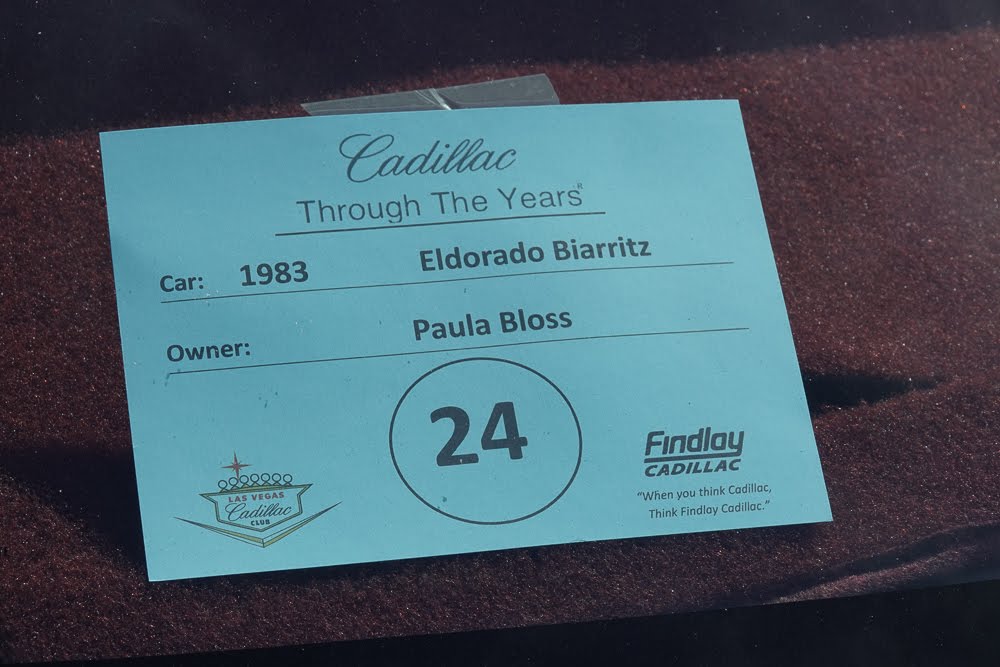 Cadillac
Through The Years R
Car: 1983 Eldorado Biarritz
Owner: Paula Bloss
24
LAS VEGAS
Cadillac
CLUB
Findlay
CADILLAC
“When you think Cadillac,
Think Findlay Cadillac.”